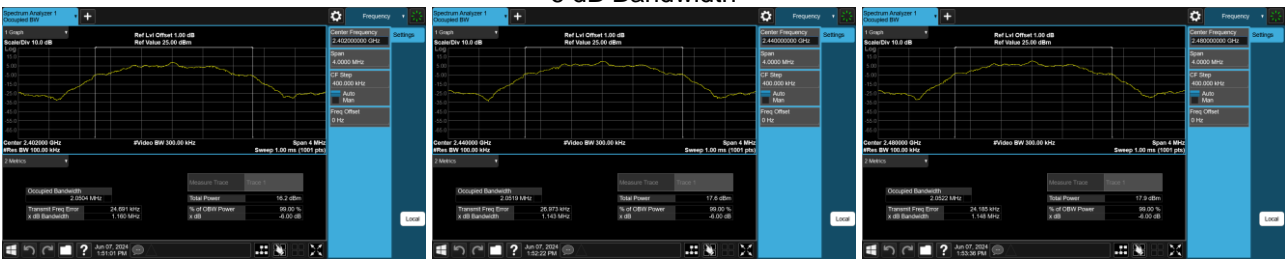 Spectrum Analyzer 1
Occupied BW
Frequency
1 Graph
Scale/Div 10.0 dB
Ref Lvl Offset 1.00 dB
Ref Value 25.00 dBm
Log
Center 2.402000 GHz
#Res BW 100.00 kHz
#Video BW 300.00 kHz
Span 4 MHz
Sweep 1.00 ms (1001 pts)
2 Metrics
Measure Trace Trace 1
Occupied Bandwidth
2.0504 MHz
Total Power 16.2 dBm
Transmit Freq Error 24.691 kHz
% of OBW Power 99.00 %
x dB Bandwidth 1.160 MHz
x dB -6.00 dB
Jun 07, 2024
1:51:01 PM
Center Frequency
2.402000000 GHz
Settings
Span
4.0000 MHz
CF Step
400.000 kHz
Auto
Man
Freq Offset
0 Hz
Local
Spectrum Analyzer 1
Occupied BW
Frequency
1 Graph
Scale/Div 10.0 dB
Ref Lvl Offset 1.00 dB
Ref Value 25.00 dBm
Log
Center 2.440000 GHz
#Res BW 100.00 kHz
#Video BW 300.00 kHz
Span 4 MHz
Sweep 1.00 ms (1001 pts)
2 Metrics
Measure Trace Trace 1
Occupied Bandwidth
2.0519 MHz
Total Power 17.6 dBm
Transmit Freq Error 26.973 kHz
% of OBW Power 99.00 %
x dB Bandwidth 1.143 MHz
x dB -6.00 dB
Jun 07, 2024
1:52:22 PM
Center Frequency
2.440000000 GHz
Settings
Span
4.0000 MHz
CF Step
400.000 kHz
Auto
Man
Freq Offset
0 Hz
Local
Spectrum Analyzer 1
Occupied BW
Frequency
1 Graph
Scale/Div 10.0 dB
Ref Lvl Offset 1.00 dB
Ref Value 25.00 dBm
Log
Center 2.480000 GHz
#Res BW 100.00 kHz
#Video BW 300.00 kHz
Span 4 MHz
Sweep 1.00 ms (1001 pts)
2 Metrics
Measure Trace Trace 1
Occupied Bandwidth
2.0522 MHz
Total Power 17.9 dBm
Transmit Freq Error 24.185 kHz
% of OBW Power 99.00 %
x dB Bandwidth 1.148 MHz
x dB -6.00 dB
Jun 07, 2024
1:53:36 PM
Center Frequency
2.480000000 GHz
Settings
Span
4.0000 MHz
CF Step
400.000 kHz
Auto
Man
Freq Offset
0 Hz
Local